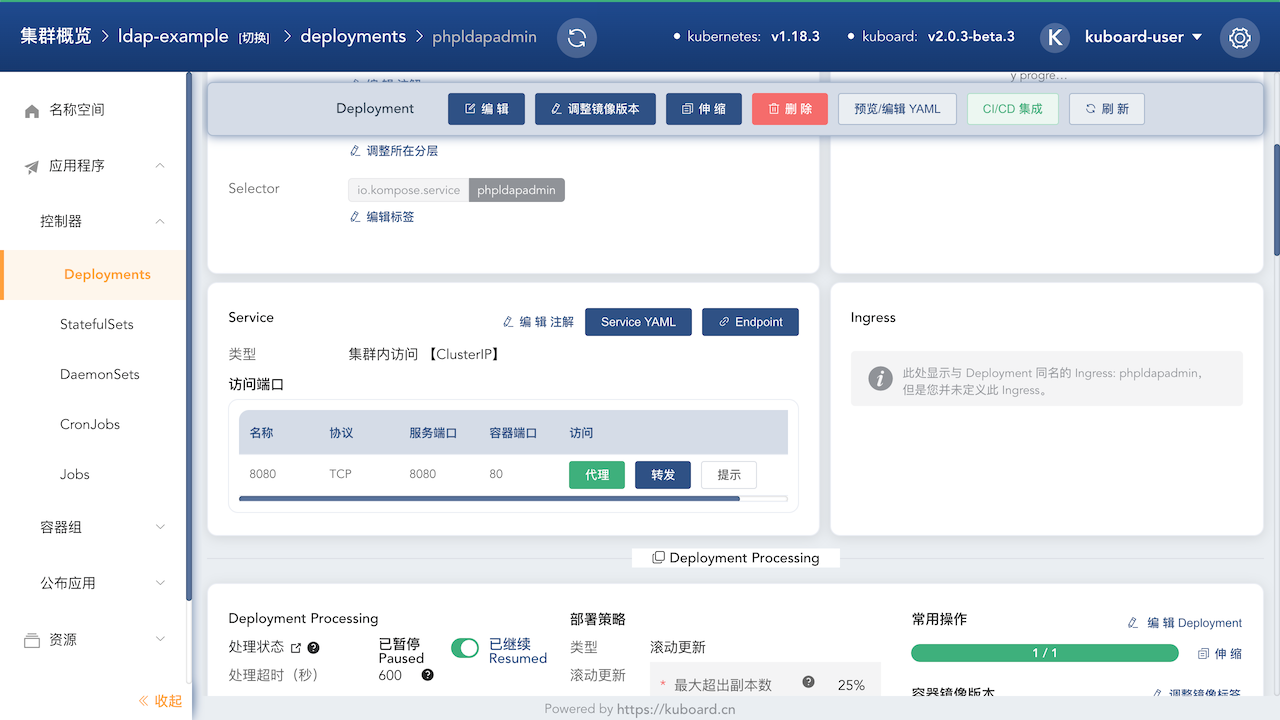 集群概览 > ldap-example [切换] > deployments > phpldapadmin
• kubernetes: v1.18.3 • kuboard: v2.0.3-beta.3
K kuboard-user
名称空间
应用程序
控制器
Deployments
StatefulSets
DaemonSets
CronJobs
Jobs
容器组
公布应用
资源
« 收起
y progre...
Deployment 编 辑 调整镜像版本 伸 缩 删 除 预览/编辑 YAML CI/CD 集成 刷 新
调整所在分层
Selector io.kompose.service phpldapadmin
编辑标签
Service 编 辑 注解 Service YAML Endpoint
类型 集群内访问 【ClusterIP】
访问端口
名称 协议 服务端口 容器端口 访问
8080 TCP 8080 80 代理 转发 提示
Ingress
此处显示与 Deployment 同名的 Ingress: phpldapadmin，
但是您并未定义此 Ingress。
Deployment Processing
Deployment Processing
处理状态 已暂停 已继续
Paused Resumed
处理超时（秒） 600
部署策略
类型 滚动更新
滚动更新 * 最大超出副本数 25%
常用操作 编 辑 Deployment
1 / 1 伸 缩
容器镜像版本 调整镜像标签
Powered by https://kuboard.cn